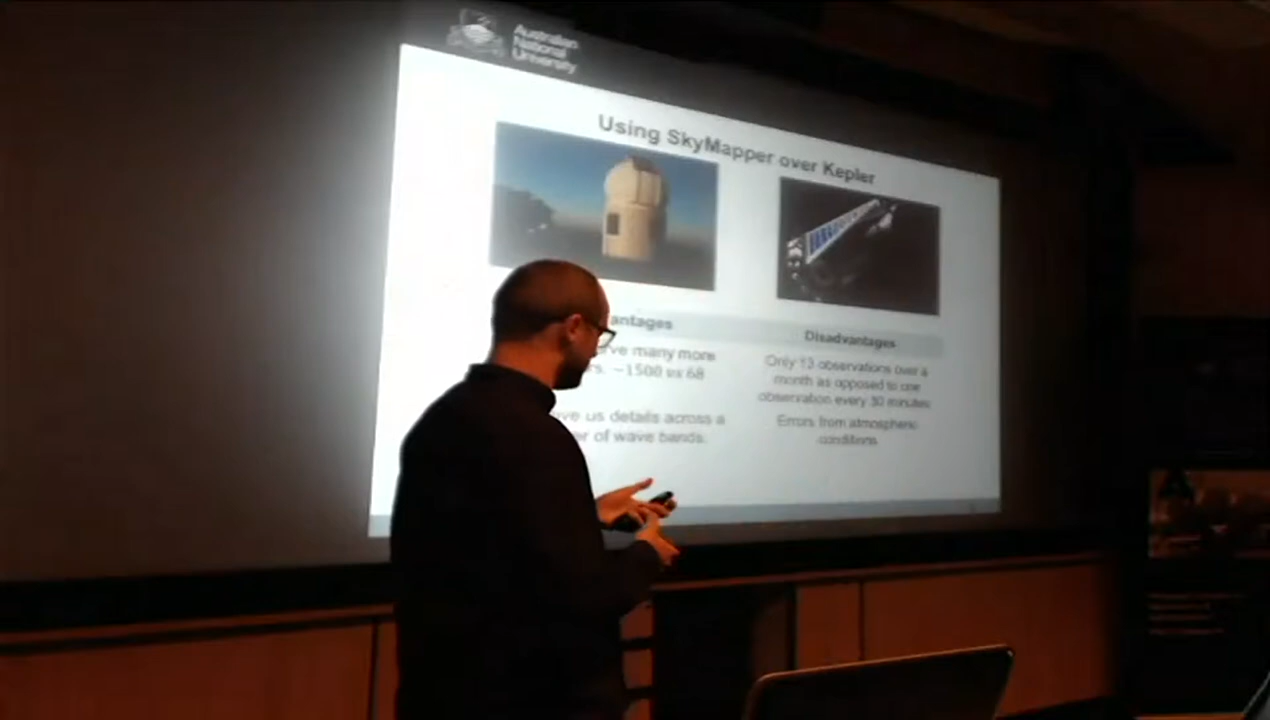 Australian
National
University
Using SkyMapper over Kepler
antages
rve many more
rs. ~1500 vs 68
ve us details across a
er of wave bands.
Disadvantages
Only 13 observations over a
month as opposed to one
observation every 30 minutes
Errors from atmospheric
conditions